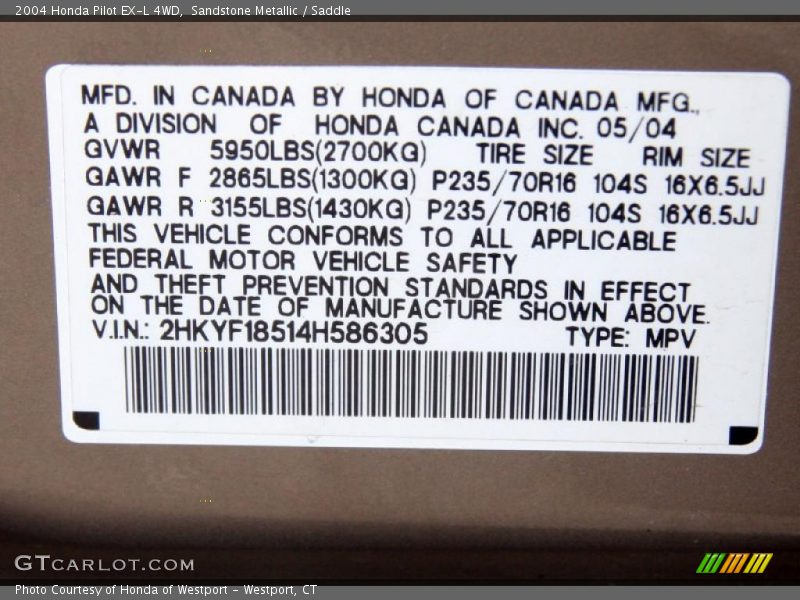 2004 Honda Pilot EX-L 4WD,  Sandstone Metallic / Saddle
MFD. IN CANADA BY HONDA OF CANADA MFG.,
A DIVISION OF HONDA CANADA INC. 05/04
GVWR 5950LBS(2700KG) TIRE SIZE RIM SIZE
GAWR F 2865LBS(1300KG) P235/70R16 104S 16X6.5JJ
GAWR R 3155LBS(1430KG) P235/70R16 104S 16X6.5JJ
THIS VEHICLE CONFORMS TO ALL APPLICABLE
FEDERAL MOTOR VEHICLE SAFETY
AND THEFT PREVENTION STANDARDS IN EFFECT
ON THE DATE OF MANUFACTURE SHOWN ABOVE.
V.I.N.: 2HKYF18514H586305 TYPE: MPV
GTCARLOT.COM
Photo Courtesy of Honda of Westport - Westport, CT